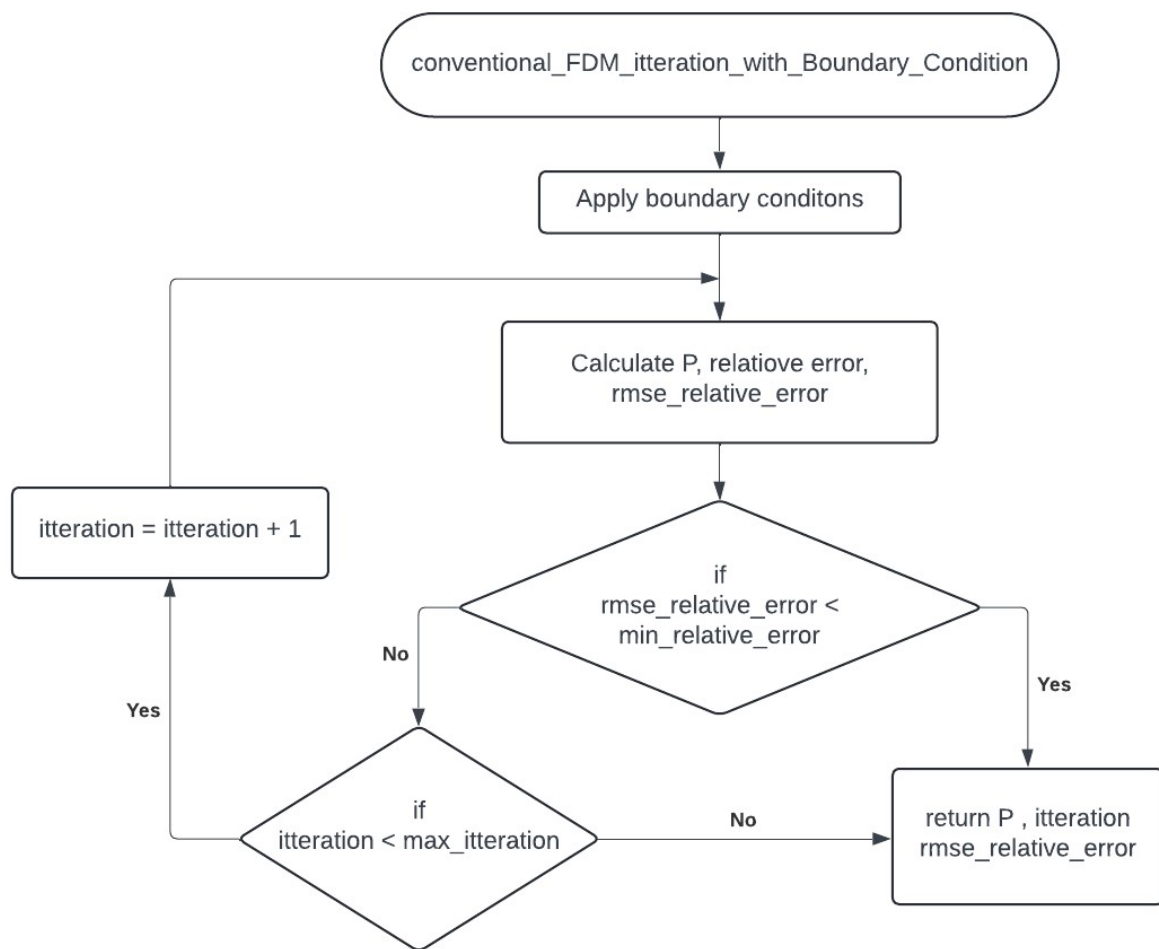 conventional_FDM_itteration_with_Boundary_Condition
Apply boundary conditons
Calculate P, relatiove error,
rmse_relative_error
itteration = itteration + 1
if
rmse_relative_error <
min_relative_error
No
Yes
Yes
if
itteration < max_itteration
No
return P , itteration
rmse_relative_error